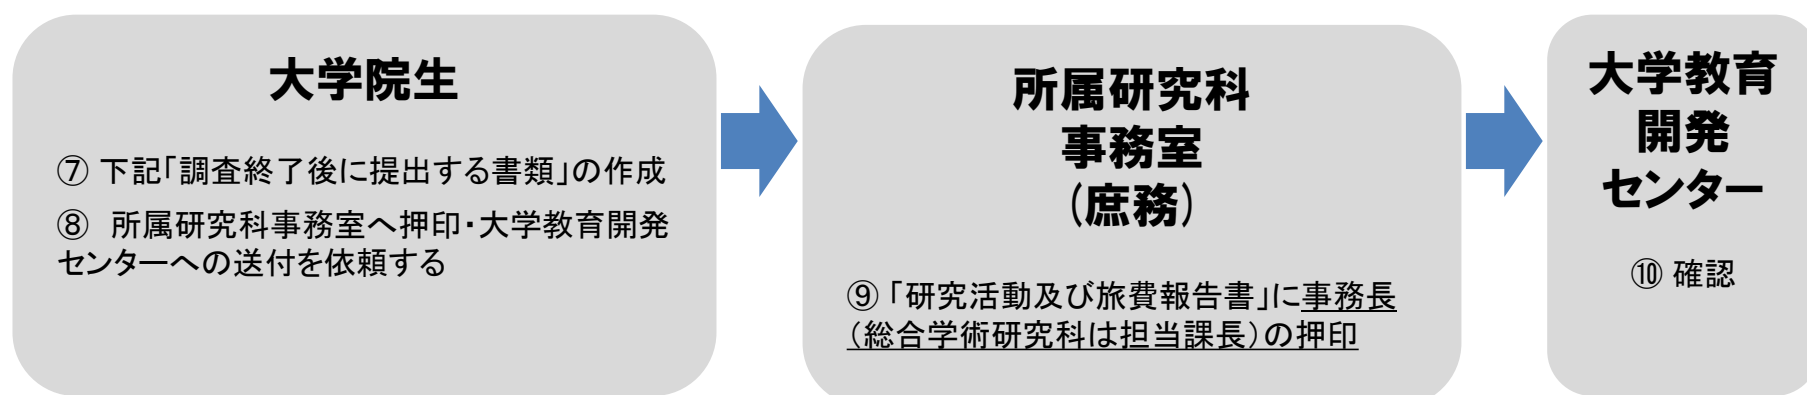 大学院生
⑦ 下記「調査終了後に提出する書類」の作成
⑧ 所属研究科事務室へ押印・大学教育開発
センターへの送付を依頼する
所属研究科
事務室
(庶務)
⑨「研究活動及び旅費報告書」に事務長
(総合学術研究科は担当課長)の押印
大学教育
開発
センター
⑩ 確認